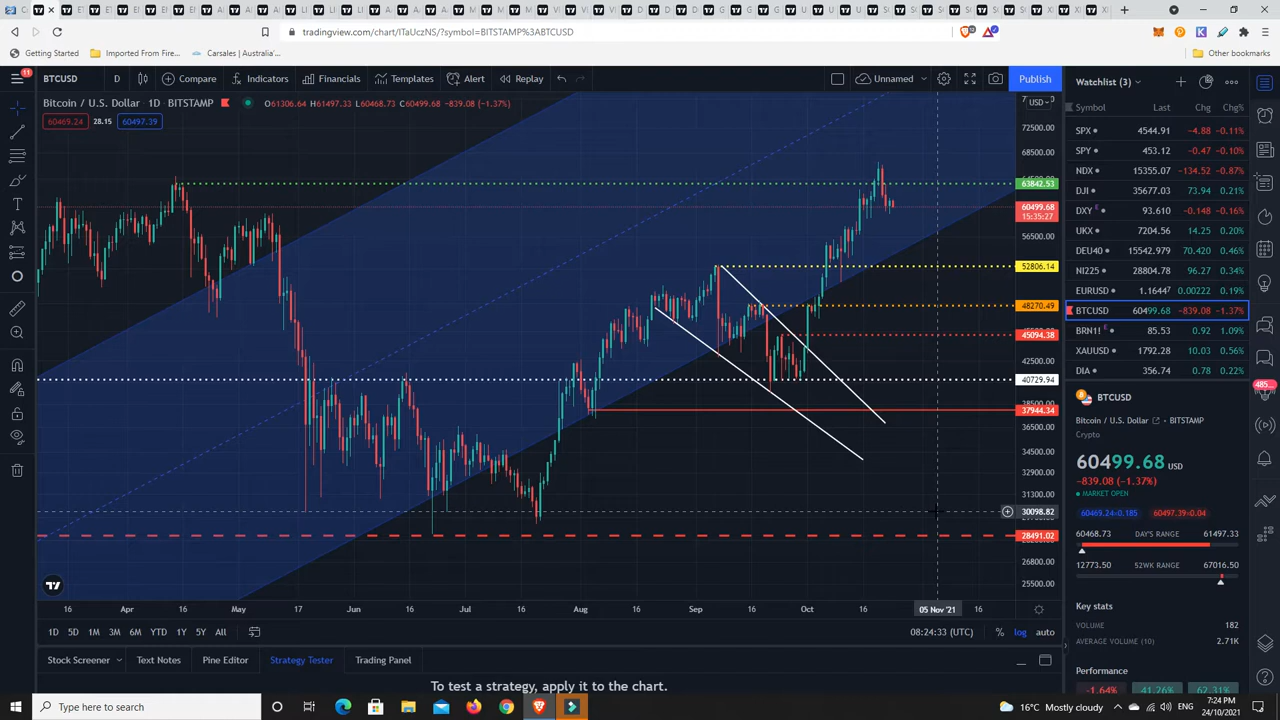 tradingview.com/chart/ITaUczNS/?symbol=BITSTAMP%3ABTCUSD
Getting Started
Imported From Fire...
Carsales | Australia'...
Other bookmarks
11
BTCUSD
D
Compare
Indicators
Financials
Templates
Alert
Replay
Unnamed
Publish
Bitcoin / U.S. Dollar 1D BITSTAMP
O61306.64 H61497.33 L60468.73 C60499.68 −839.08 (−1.37%)
60469.24 28.15 60497.39
USD
72500.00
68500.00
63842.53
60499.68
15:35:27
56500.00
52806.14
48270.49
45094.38
42500.00
40729.94
37944.34
36500.00
34500.00
32900.00
31300.00
30098.82
28491.02
26800.00
25500.00
16 Apr 16 May 17 Jun 16 Jul 16 Aug 16 Sep 16 Oct 16 05 Nov '21 16
1D 5D 1M 3M 6M YTD 1Y 5Y All
08:24:33 (UTC)
% log auto
Stock Screener
Text Notes
Pine Editor
Strategy Tester
Trading Panel
To test a strategy, apply it to the chart.
Watchlist (3)
Symbol Last Chg Chg%
SPX 4544.91 −4.88 −0.11%
SPY 453.12 −0.47 −0.10%
NDX 15355.07 −134.52 −0.87%
DJI 35677.03 73.94 0.21%
DXY E 93.610 −0.148 −0.16%
UKX 7204.56 14.25 0.20%
DEU40 15542.979 70.420 0.46%
NI225 28804.78 96.27 0.34%
EURUSD 1.16447 0.00222 0.19%
BTCUSD 60499.68 −839.08 −1.37%
BRN1! E 85.53 0.92 1.09%
XAUUSD 1792.28 10.03 0.56%
DIA 356.74 0.78 0.22%
BTCUSD
Bitcoin / U.S. Dollar BITSTAMP
Crypto
60499.68 USD
−839.08 (−1.37%)
MARKET OPEN
60469.24×0.185 60497.39×0.04
60468.73 DAY'S RANGE 61497.33
12773.50 52WK RANGE 67016.50
Key stats
VOLUME 182
AVERAGE VOLUME (10) 2.71K
Performance
−1.64% 41.26% 62.31%
Type here to search
16°C Mostly cloudy
7:24 PM
24/10/2021